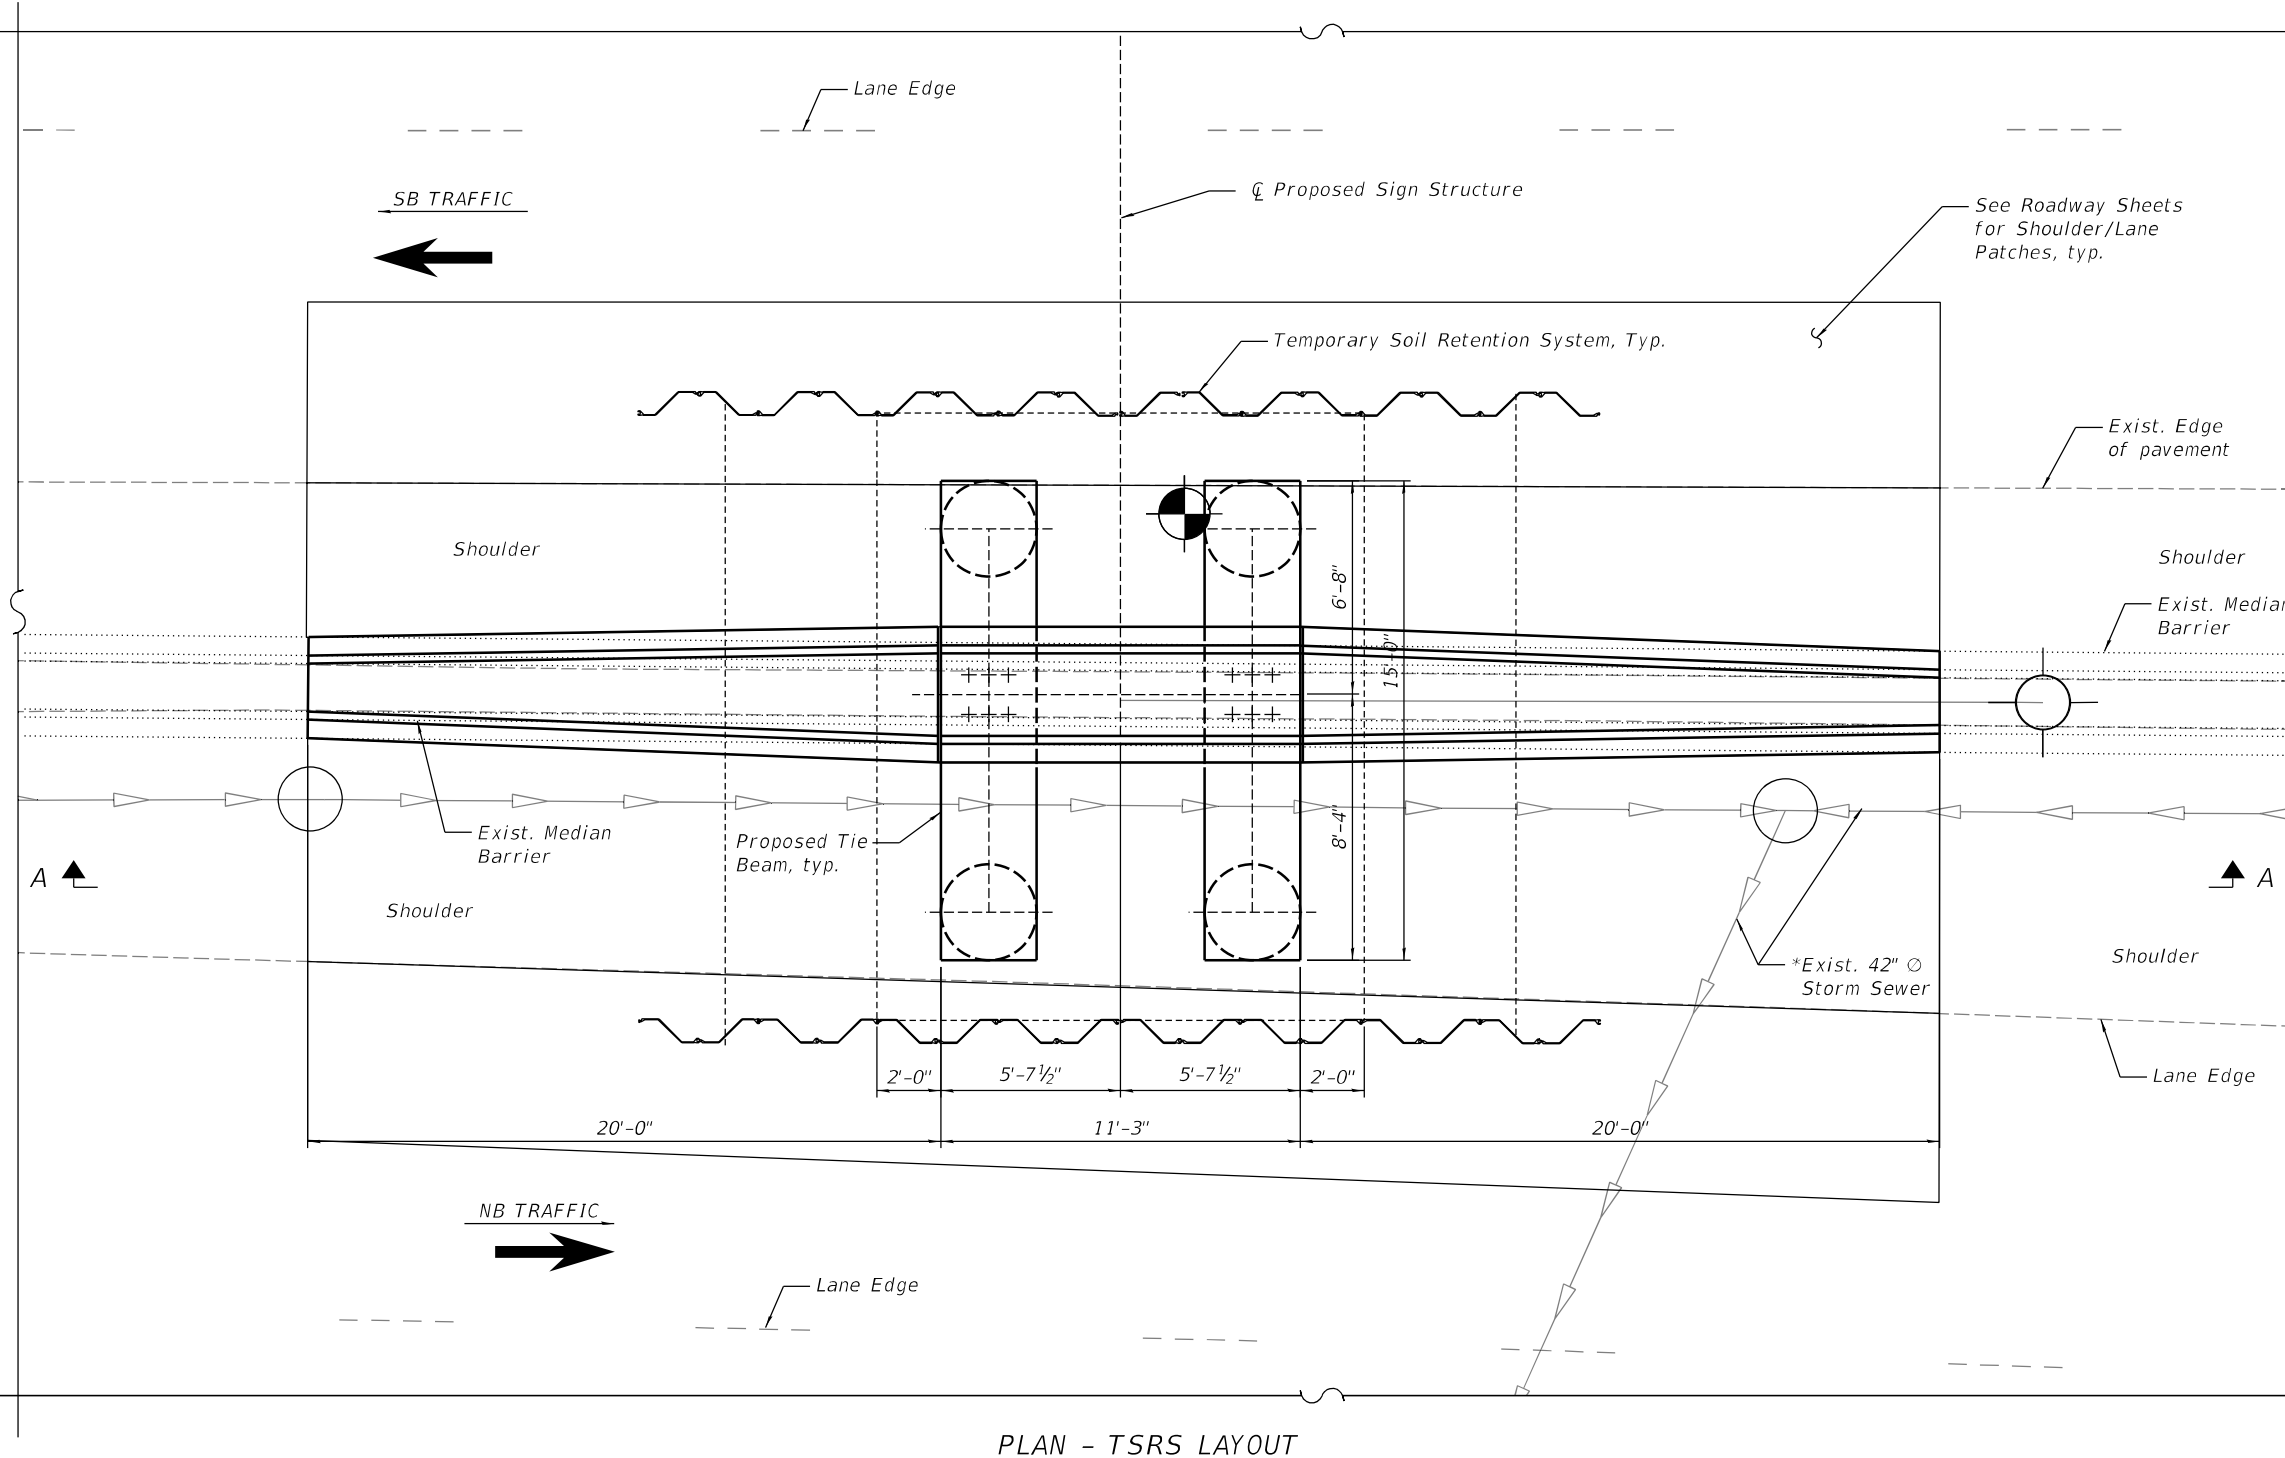 Lane Edge
SB TRAFFIC
℄ Proposed Sign Structure
See Roadway Sheets
for Shoulder/Lane
Patches, typ.
Temporary Soil Retention System, Typ.
Exist. Edge
of pavement
Shoulder
Shoulder
6'-8"
Exist. Median
Barrier
15'-0"
8'-4"
Exist. Median
Barrier
Proposed Tie
Beam, typ.
A
A
Shoulder
Shoulder
*Exist. 42" ∅
Storm Sewer
2'-0"
5'-7½"
5'-7½"
2'-0"
Lane Edge
20'-0"
11'-3"
20'-0"
NB TRAFFIC
Lane Edge
PLAN - TSRS LAYOUT